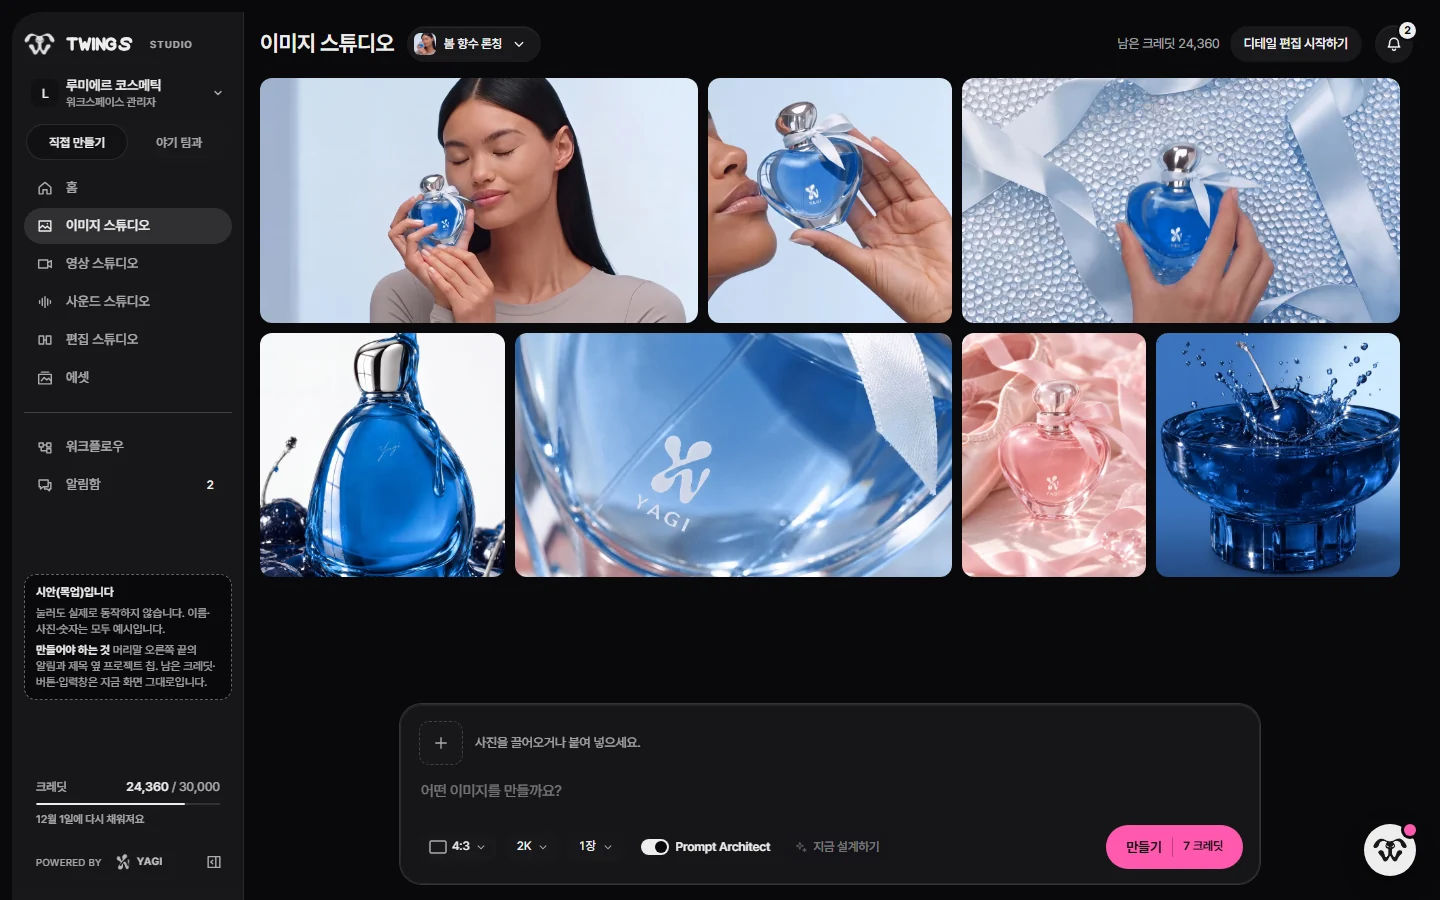 TWINGS STUDIO
L 루미에르 코스메틱
워크스페이스 관리자
직접 만들기 야기 팀과
홈
이미지 스튜디오
영상 스튜디오
사운드 스튜디오
편집 스튜디오
에셋
워크플로우
알림함 2
시안(목업)입니다
눌러도 실제로 동작하지 않습니다. 이름·
사진·숫자는 모두 예시입니다.
만들어야 하는 것 머리말 오른쪽 끝의
알림과 제목 옆 프로젝트 칩. 남은 크레딧·
버튼·입력창은 지금 화면 그대로입니다.
크레딧 24,360 / 30,000
12월 1일에 다시 채워져요
POWERED BY YAGI
이미지 스튜디오 봄 향수 론칭
남은 크레딧 24,360 디테일 편집 시작하기 2
YAGI
Yagi
YAGI
YAGI
사진을 끌어오거나 붙여 넣으세요.
어떤 이미지를 만들까요?
4:3 2K 1장 Prompt Architect 지금 설계하기
만들기 7 크레딧